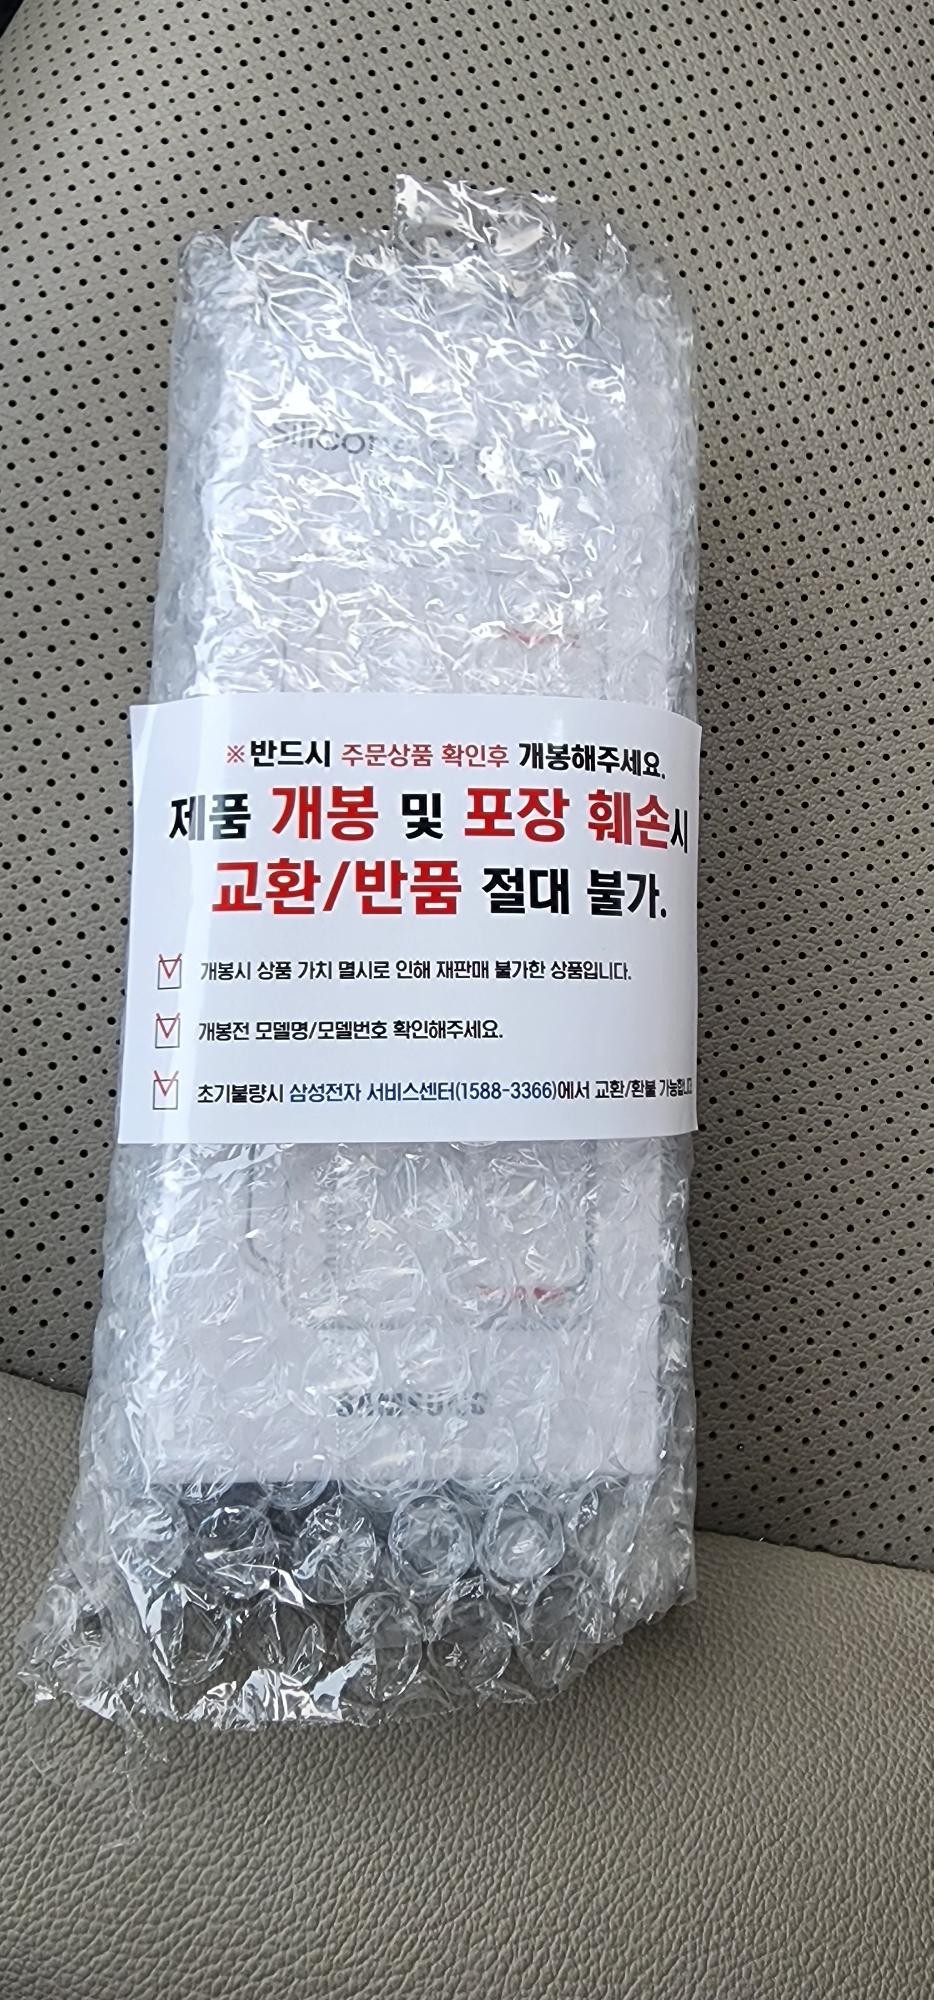 ※반드시 주문상품 확인후 개봉해주세요.
제품 개봉 및 포장 훼손시
교환/반품 절대 불가.
개봉시 상품 가치 멸시로 인해 재판매 불가한 상품입니다.
개봉전 모델명/모델번호 확인해주세요.
초기불량시 삼성전자 서비스센터(1588-3366)에서 교환/환불 가능합니다
SAMSUNG